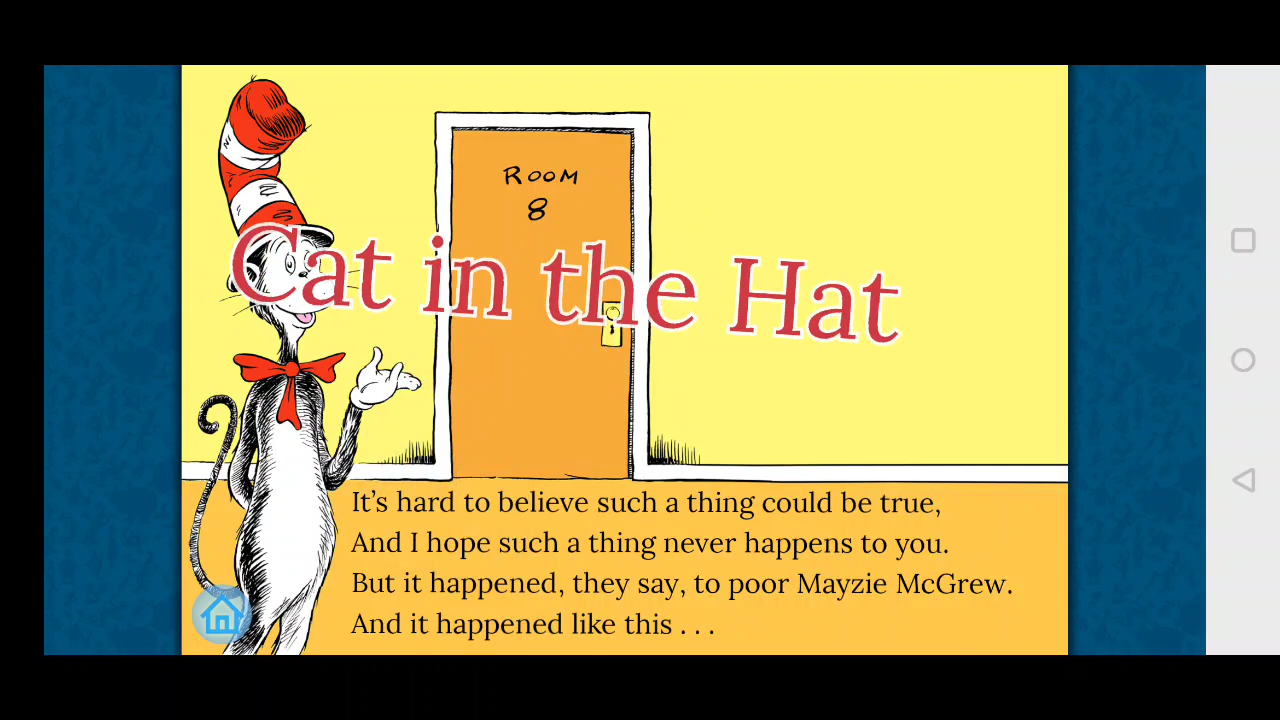 ROOM
8
Cat in the Hat
It's hard to believe such a thing could be true,
And I hope such a thing never happens to you.
But it happened, they say, to poor Mayzie McGrew.
And it happened like this . . .